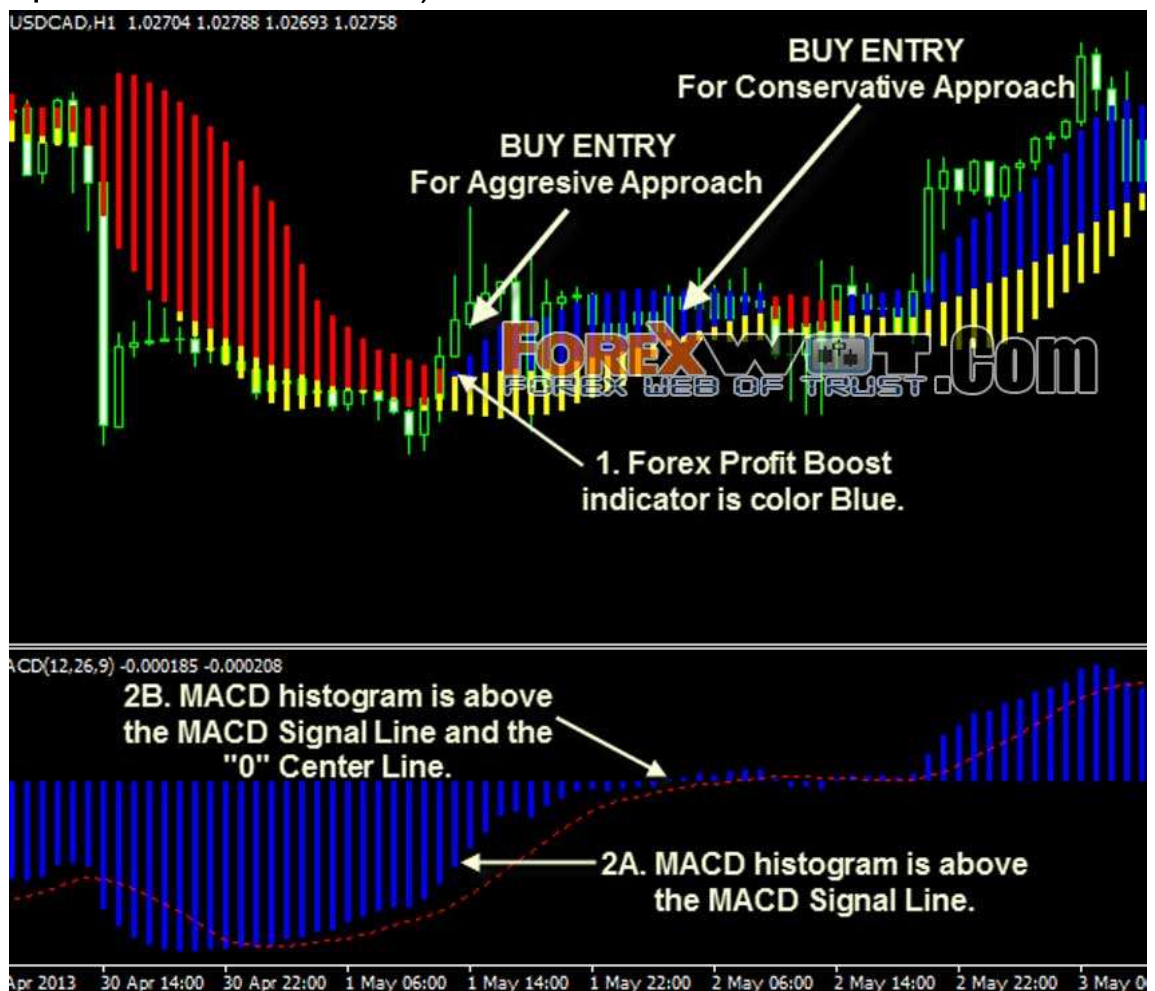 USDCAD,H1 1.02704 1.02788 1.02693 1.02758
BUY ENTRY
For Conservative Approach
BUY ENTRY
For Aggresive Approach
FOREXWOT.COM
FOREX WEB OF TRUST
1. Forex Profit Boost
indicator is color Blue.
ACD(12,26,9) -0.000185 -0.000208
2B. MACD histogram is above
the MACD Signal Line and the
"0" Center Line.
2A. MACD histogram is above
the MACD Signal Line.
Apr 2013 30 Apr 14:00 30 Apr 22:00 1 May 06:00 1 May 14:00 1 May 22:00 2 May 06:00 2 May 14:00 2 May 22:00 3 May 0